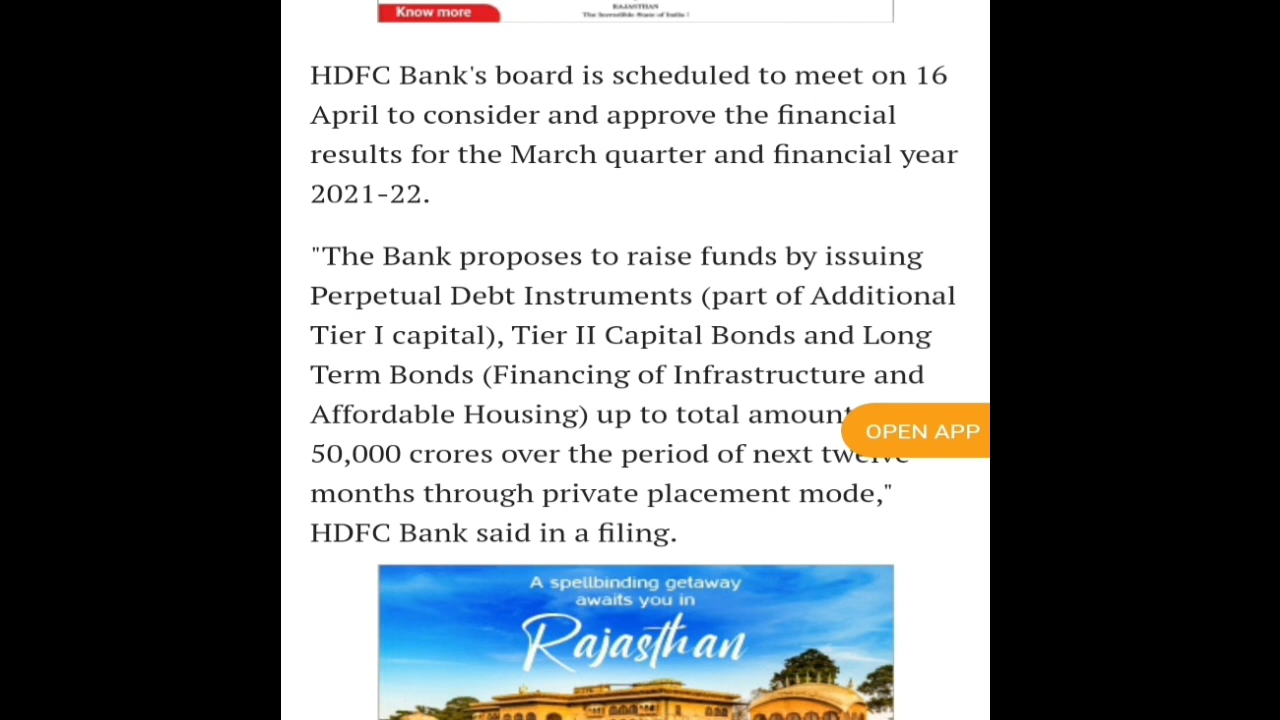 Know more
RAJASTHAN
The Incredible State of India !
HDFC Bank's board is scheduled to meet on 16
April to consider and approve the financial
results for the March quarter and financial year
2021-22.
"The Bank proposes to raise funds by issuing
Perpetual Debt Instruments (part of Additional
Tier I capital), Tier II Capital Bonds and Long
Term Bonds (Financing of Infrastructure and
Affordable Housing) up to total amount
OPEN APP
50,000 crores over the period of next twelve
months through private placement mode,"
HDFC Bank said in a filing.
A spellbinding getaway
awaits you in
Rajasthan